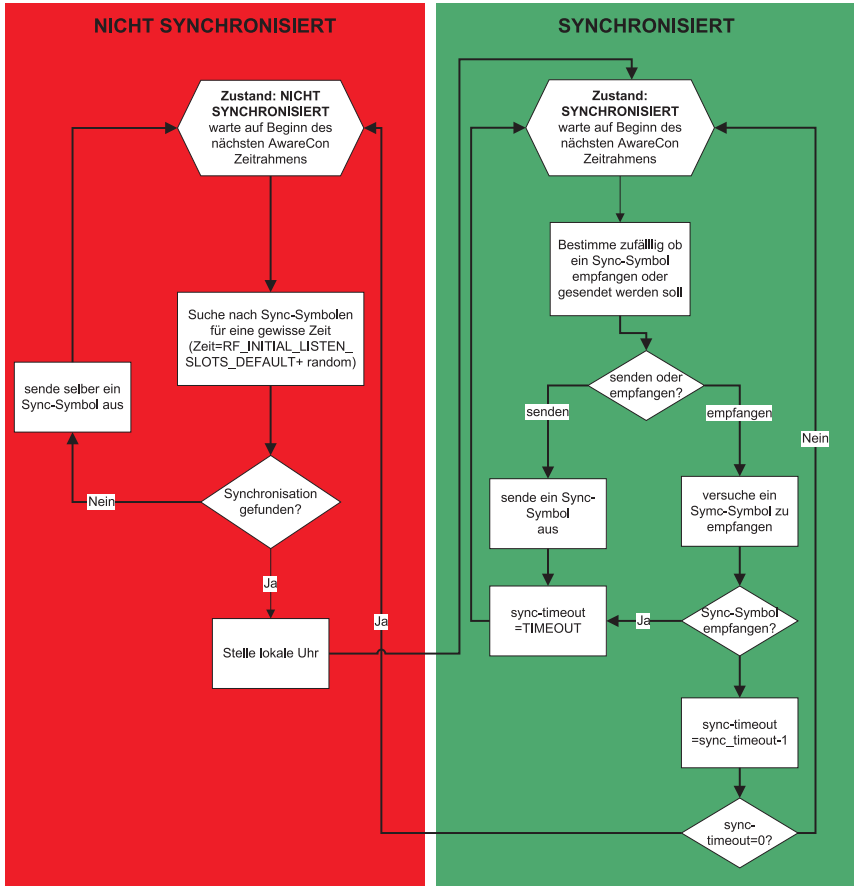 NICHT SYNCHRONISIERT
Zustand: NICHT
SYNCHRONISIERT
warte auf Beginn des
nächsten AwareCon
Zeitrahmens
Suche nach Sync-Symbolen
für eine gewisse Zeit
(Zeit=RF_INITIAL_LISTEN_
SLOTS_DEFAULT+ random)
sende selber ein
Sync-Symbol aus
Synchronisation
gefunden?
Nein
Ja
Stelle lokale Uhr
Ja
SYNCHRONISIERT
Zustand:
SYNCHRONISIERT
warte auf Beginn des
nächsten AwareCon
Zeitrahmens
Bestimme zufälllig ob
ein Sync-Symbol
empfangen oder
gesendet werden soll
senden oder
empfangen?
senden
empfangen
Nein
sende ein Sync-
Symbol
aus
versuche ein
Symc-Symbol zu
empfangen
sync-timeout
=TIMEOUT
Ja
Sync-Symbol
empfangen?
sync-timeout
=sync_timeout-1
sync-
timeout=0?